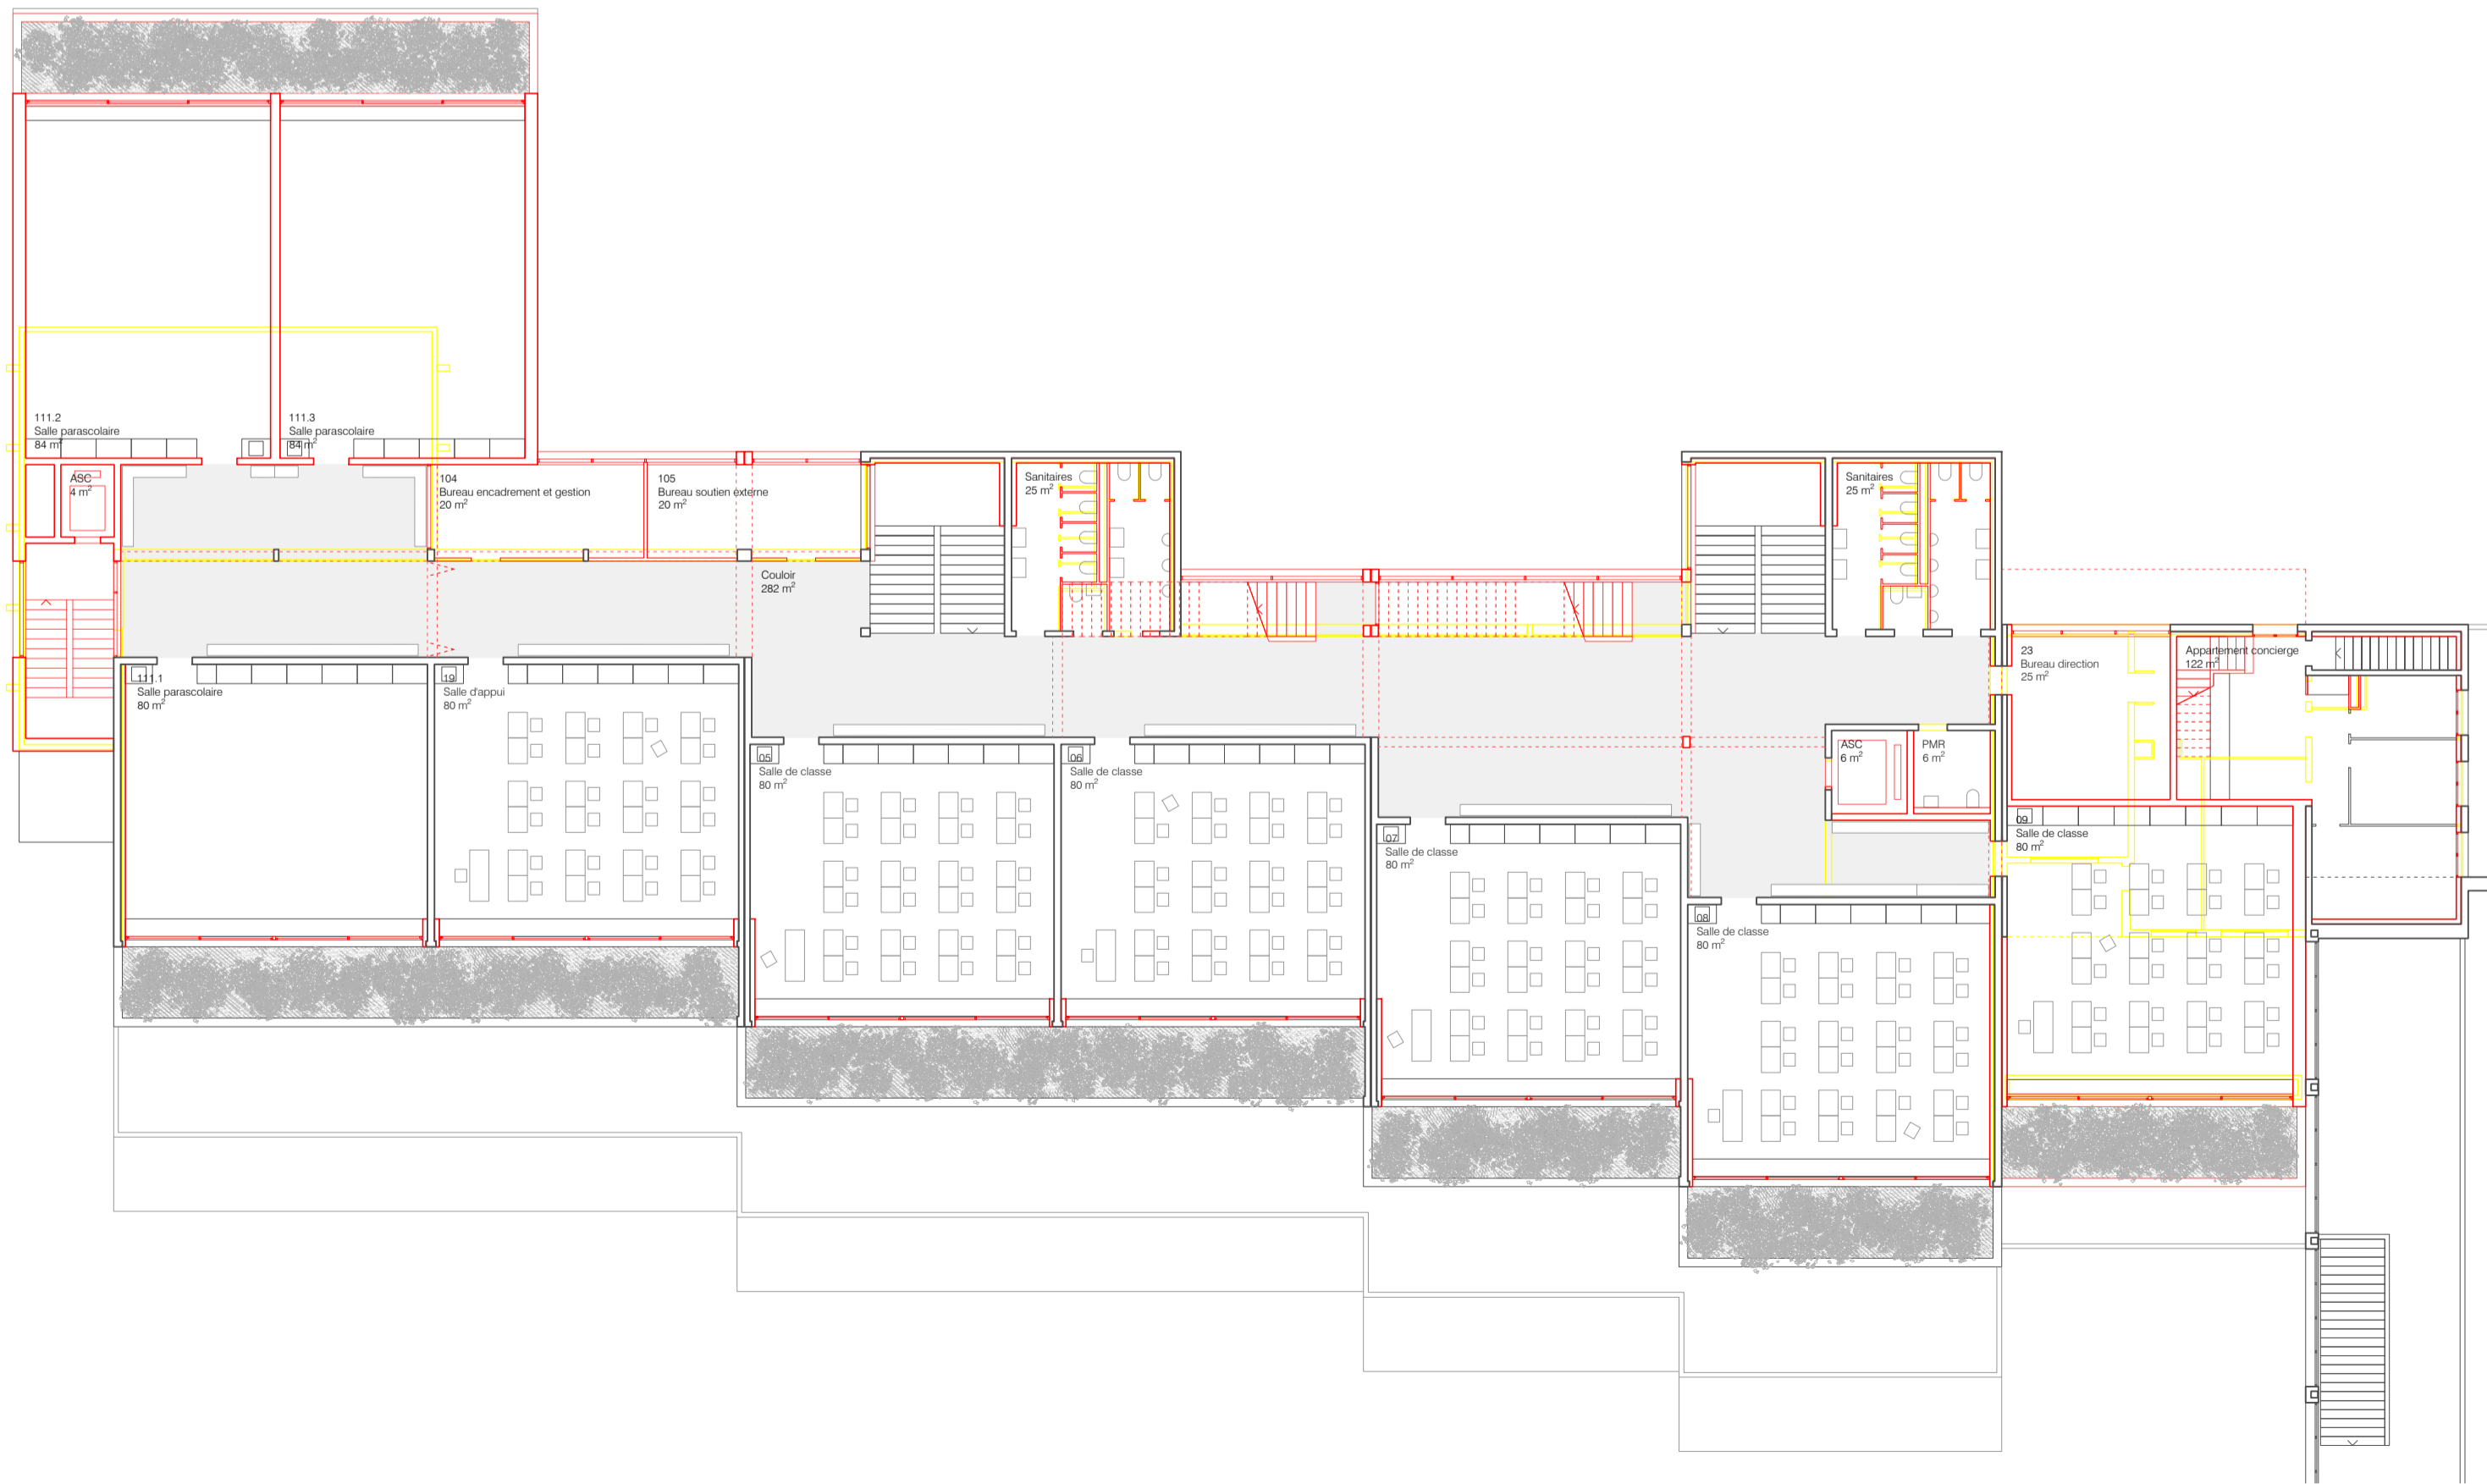 111.2
Salle parascolaire
84 m²
111.3
Salle parascolaire
84 m²
ASC
4 m²
104
Bureau encadrement et gestion
20 m²
105
Bureau soutien externe
20 m²
Sanitaires
25 m²
Sanitaires
25 m²
Couloir
282 m²
23
Bureau direction
25 m²
Appartement concierge
122 m²
111.1
Salle parascolaire
80 m²
19
Salle d'appui
80 m²
05
Salle de classe
80 m²
06
Salle de classe
80 m²
ASC
6 m²
PMR
6 m²
07
Salle de classe
80 m²
09
Salle de classe
80 m²
08
Salle de classe
80 m²